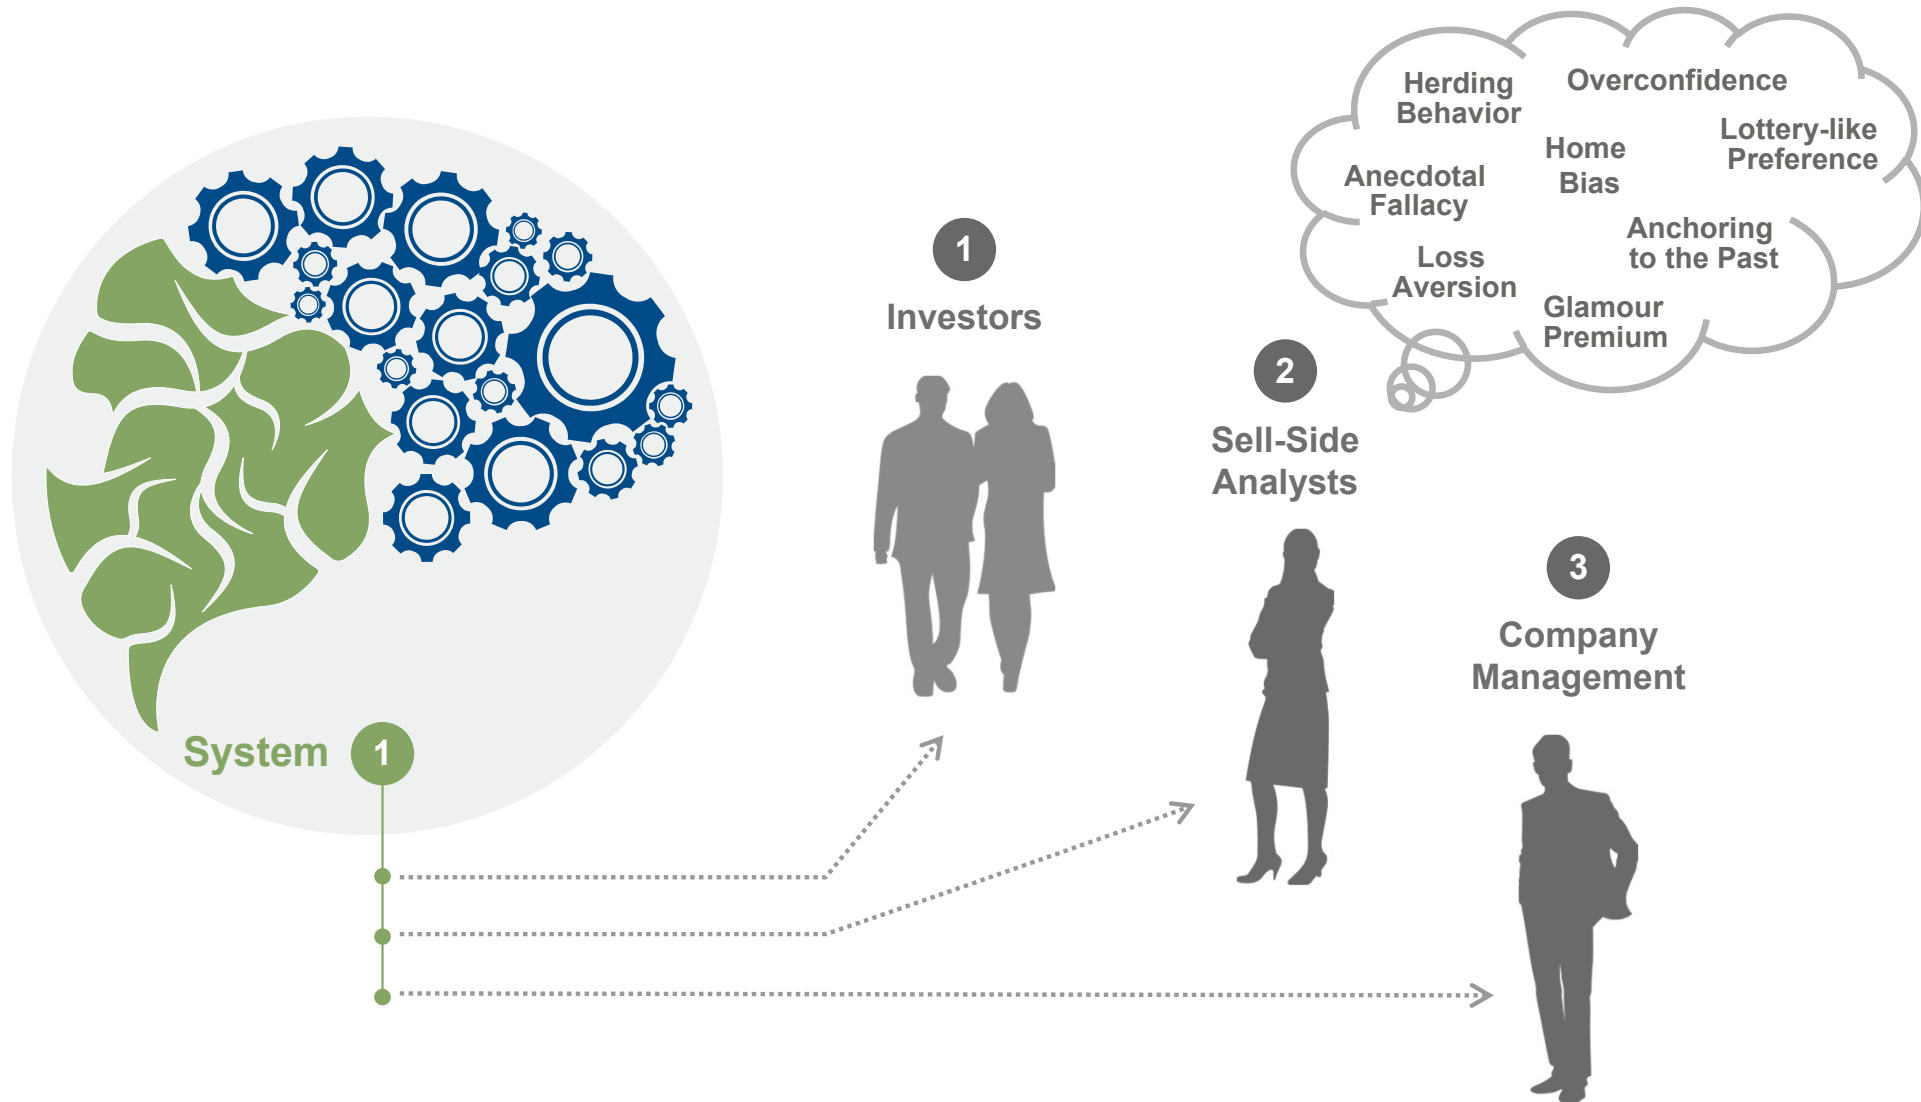 System 1
1
Investors
2
Sell-Side
Analysts
3
Company
Management
Herding
Behavior
Overconfidence
Lottery-like
Preference
Home
Bias
Anecdotal
Fallacy
Anchoring
to the Past
Loss
Aversion
Glamour
Premium